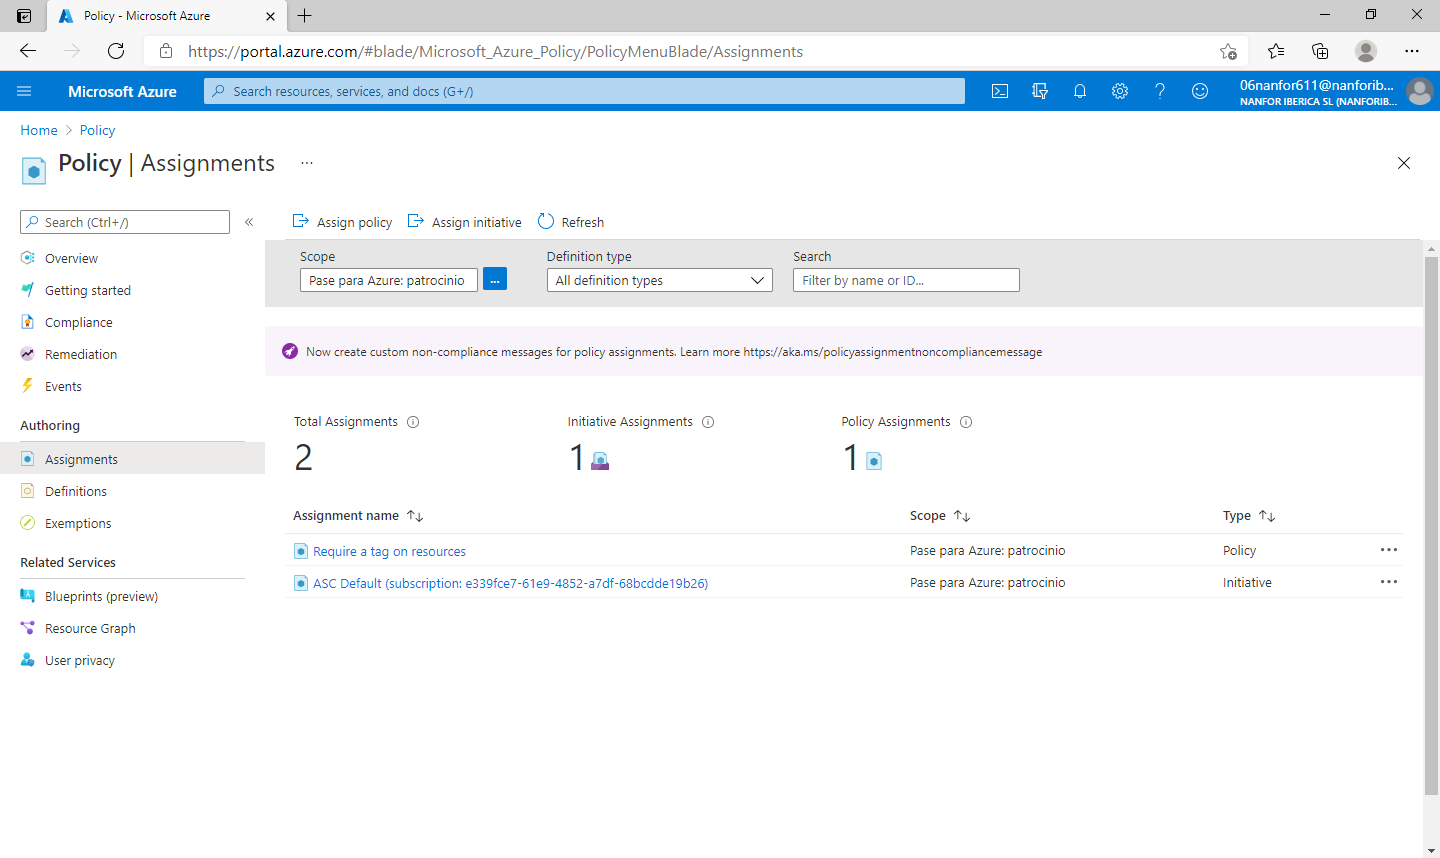 Policy - Microsoft Azure
https://portal.azure.com/#blade/Microsoft_Azure_Policy/PolicyMenuBlade/Assignments
Microsoft Azure
Search resources, services, and docs (G+/)
06nanfor611@nanforib...
NANFOR IBERICA SL (NANFORIB...
Home > Policy
Policy | Assignments
Search (Ctrl+/)
Overview
Getting started
Compliance
Remediation
Events
Authoring
Assignments
Definitions
Exemptions
Related Services
Blueprints (preview)
Resource Graph
User privacy
Assign policy Assign initiative Refresh
Scope Definition type Search
Pase para Azure: patrocinio ... All definition types Filter by name or ID...
Now create custom non-compliance messages for policy assignments. Learn more https://aka.ms/policyassignmentnoncompliancemessage
Total Assignments Initiative Assignments Policy Assignments
2 1 1
Assignment name Scope Type
Require a tag on resources Pase para Azure: patrocinio Policy
ASC Default (subscription: e339fce7-61e9-4852-a7df-68bcdde19b26) Pase para Azure: patrocinio Initiative